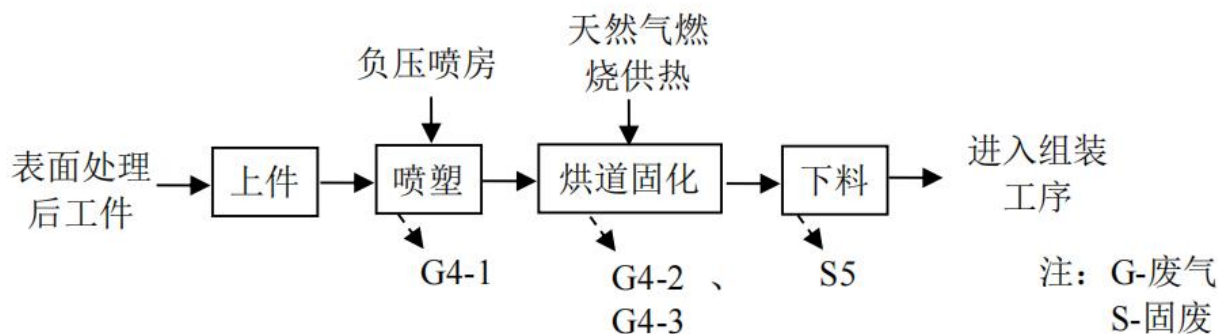 天然气燃
烧供热
负压喷房
表面处理
后工件
上件
喷塑
烘道固化
下料
进入组装
工序
G4-1
G4-2 、
G4-3
S5
注：G-废气
S-固废